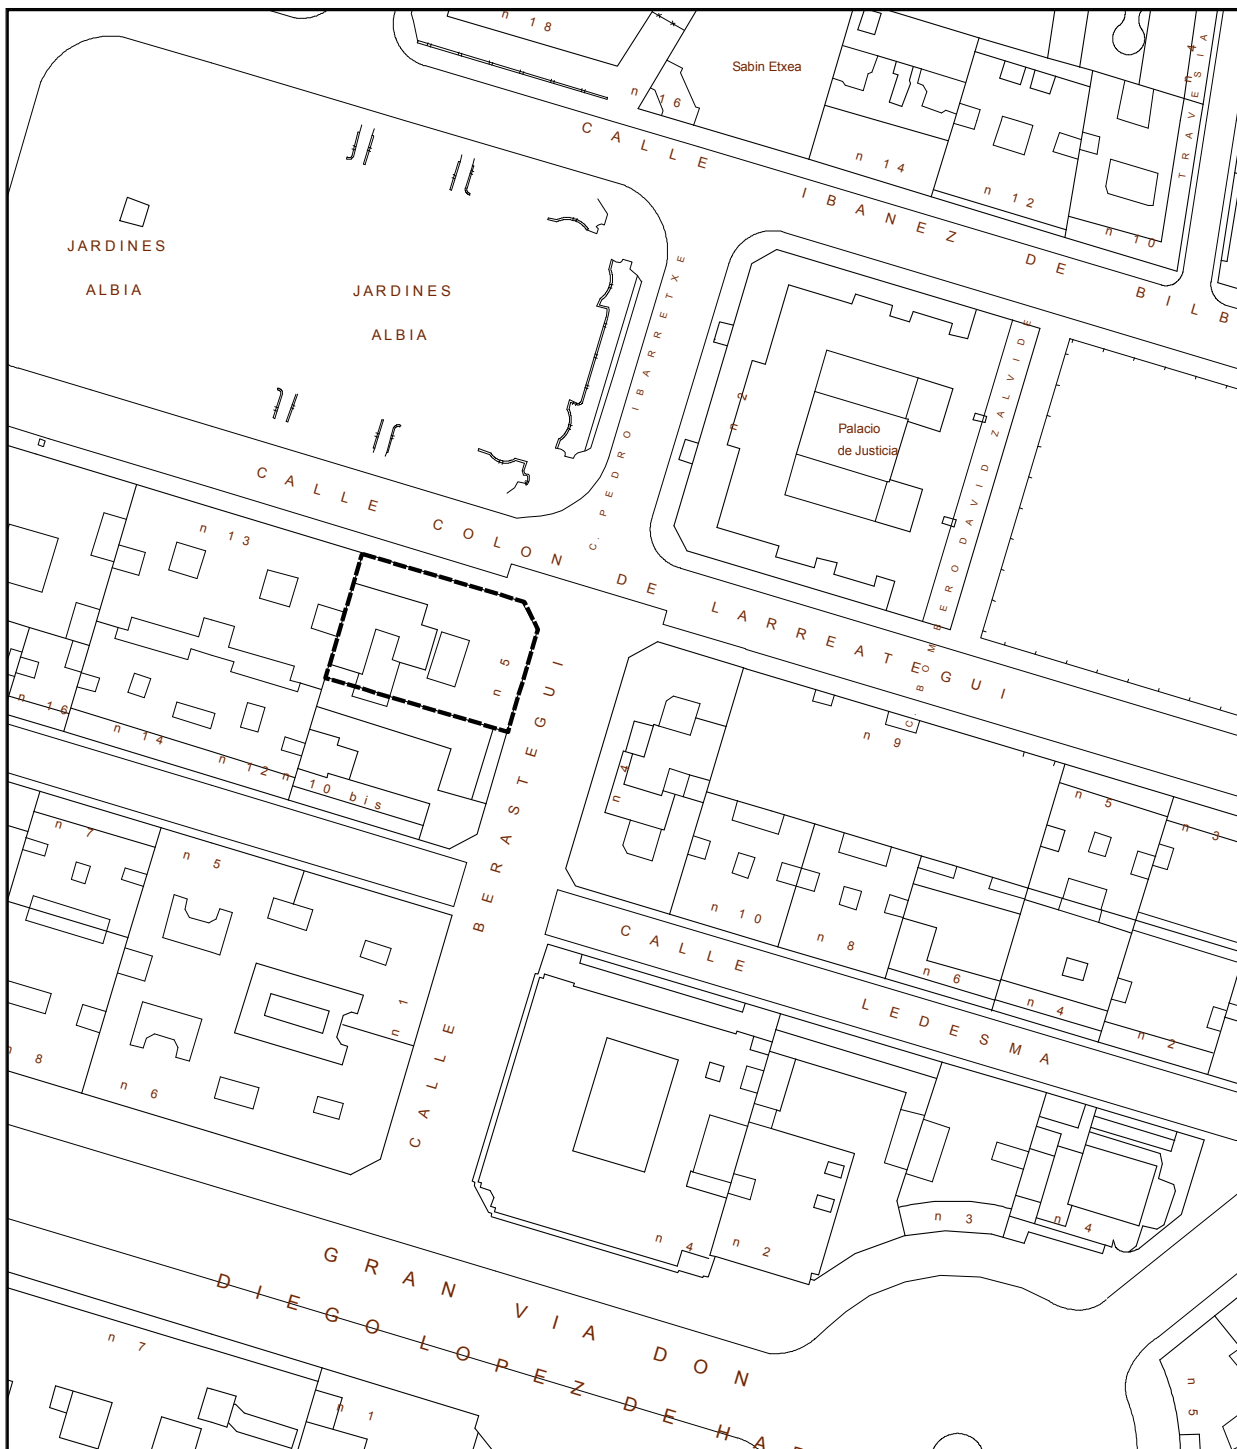 n 18
Sabin Etxea
n 16
n 4
TRAVESIA
CALLE IBANEZ DE BILB
n 14
n 12
n 10
JARDINES
ALBIA
JARDINES
ALBIA
C. PEDRO IBARRETXE
n 2
Palacio
de Justicia
C. BOMBERO DAVID ZALVIDE
CALLE COLON DE LARREATEGUI
n 13
n 5
n 16
n 14
n 12
n 10 bis
CALLE BERASTEGUI
n 4
n 9
n 5
n 3
n 7
n 5
n 10
n 8
n 6
n 4
n 2
CALLE LEDESMA
n 1
n 8
n 6
n 4
n 2
n 3
n 4
GRAN VIA DON
DIEGO LOPEZ DE HA
n 7
n 1
n 5